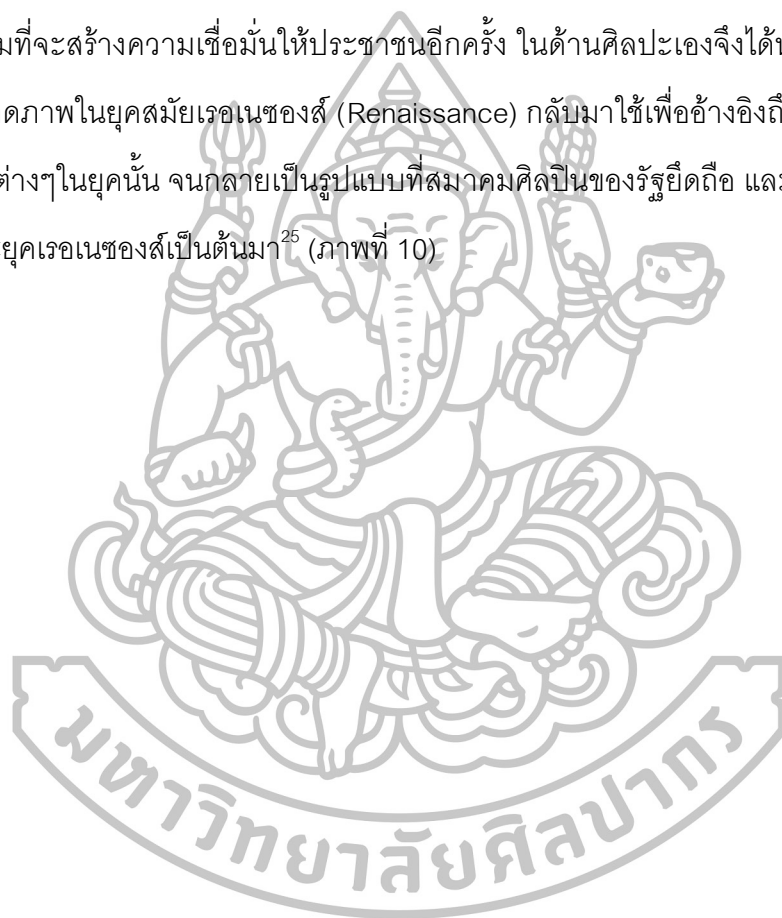 มที่จะสร้างความเชื่อมั่นให้ประชาชนอีกครั้ง ในด้านศิลปะเองจึงได้
ดภาพในยุคสมัยเรอเนซองส์ (Renaissance) กลับมาใช้เพื่ออ้างอิงถึ
ต่างๆในยุคนั้น จนกลายเป็นรูปแบบที่สมาคมศิลปินของรัฐยึดถือ และ
ยุคเรอเนซองส์เป็นต้นมา25 (ภาพที่ 10)
มหาวิทยาลัยศิลปากร